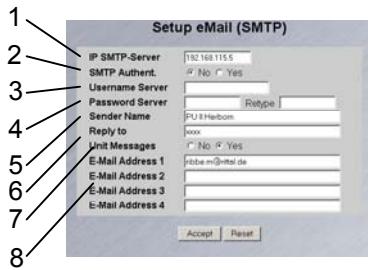 Setup eMail (SMTP)
1 IP SMTP-Server 192.168.115.5
2 SMTP Authent. No Yes
3 Username Server
4 Password Server Retype
5 Sender Name PU II Herborn
6 Reply to xxxx
7 Unit Messages No Yes
8 E-Mail Address 1 ribbe.m@rittal.de
E-Mail Address 2
E-Mail Address 3
E-Mail Address 4
Accept Reset